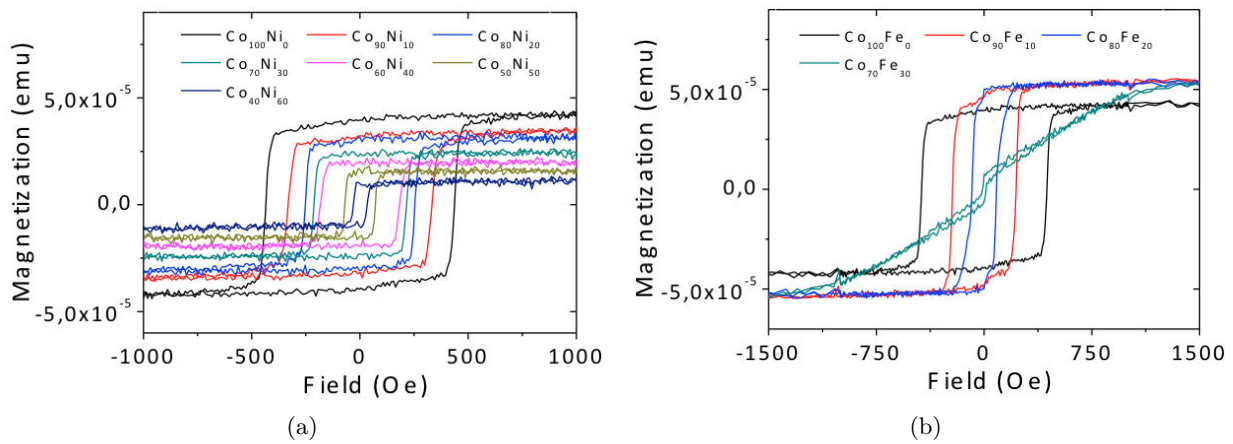 Co₁₀₀Ni₀ Co₉₀Ni₁₀ Co₈₀Ni₂₀
Co₇₀Ni₃₀ Co₆₀Ni₄₀ Co₅₀Ni₅₀
Co₄₀Ni₆₀
Magnetization (emu)
5,0x10⁻⁵
0,0
-5,0x10⁻⁵
-1000 -500 0 500 1000
Field (Oe)
(a)
Co₁₀₀Fe₀ Co₉₀Fe₁₀ Co₈₀Fe₂₀
Co₇₀Fe₃₀
Magnetization (emu)
5,0x10⁻⁵
0,0
-5,0x10⁻⁵
-1500 -750 0 750 1500
Field (Oe)
(b)